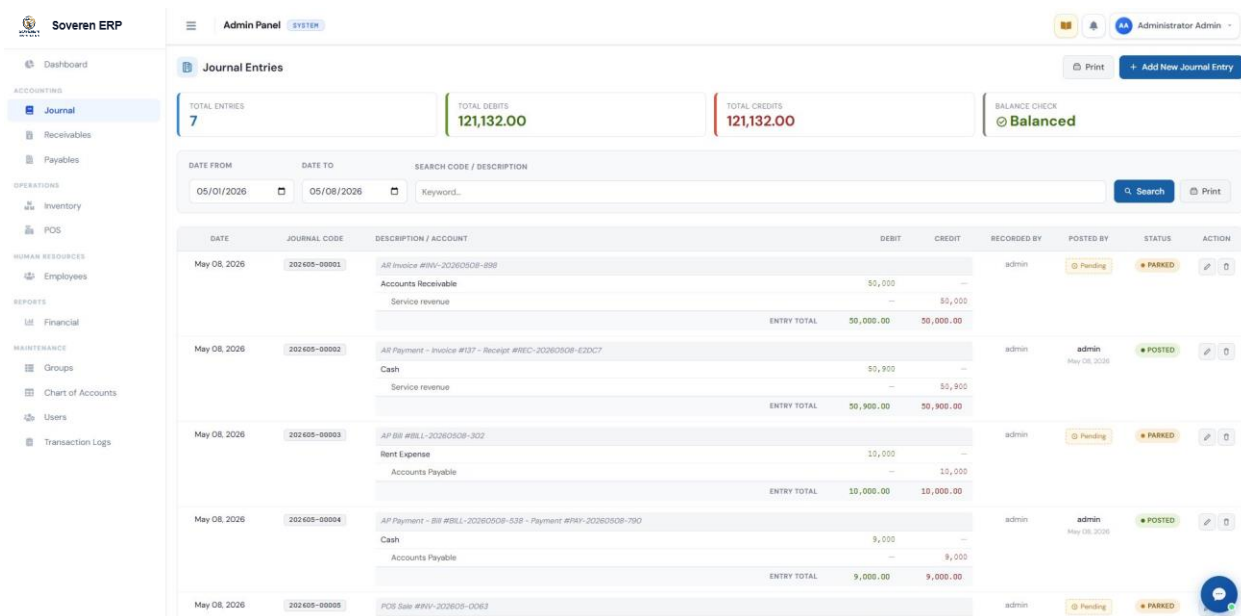 Soveren ERP
Admin Panel SYSTEM
AA Administrator Admin
Dashboard
ACCOUNTING
Journal
Receivables
Payables
OPERATIONS
Inventory
POS
HUMAN RESOURCES
Employees
REPORTS
Financial
MAINTENANCE
Groups
Chart of Accounts
Users
Transaction Logs
Journal Entries
Print + Add New Journal Entry
TOTAL ENTRIES
7
TOTAL DEBITS
121,132.00
TOTAL CREDITS
121,132.00
BALANCE CHECK
Balanced
DATE FROM DATE TO SEARCH CODE / DESCRIPTION
05/01/2026 05/08/2026 Keyword... Search Print
DATE JOURNAL CODE DESCRIPTION / ACCOUNT DEBIT CREDIT RECORDED BY POSTED BY STATUS ACTION
May 08, 2026 202605-00001 AR Invoice #INV-20260508-898 admin Pending PARKED
Accounts Receivable 50,000 —
Service revenue — 50,000
ENTRY TOTAL 50,000.00 50,000.00
May 08, 2026 202605-00002 AR Payment - Invoice #137 - Receipt #REC-20260508-E2DC7 admin admin POSTED
May 08, 2026
Cash 50,900 —
Service revenue — 50,900
ENTRY TOTAL 50,900.00 50,900.00
May 08, 2026 202605-00003 AP Bill #BILL-20260508-302 admin Pending PARKED
Rent Expense 10,000 —
Accounts Payable — 10,000
ENTRY TOTAL 10,000.00 10,000.00
May 08, 2026 202605-00004 AP Payment - Bill #BILL-20260508-538 - Payment #PAY-20260508-790 admin admin POSTED
May 08, 2026
Cash 9,000 —
Accounts Payable — 9,000
ENTRY TOTAL 9,000.00 9,000.00
May 08, 2026 202605-00005 POS Sale #INV-202605-0063 admin Pending PARKED